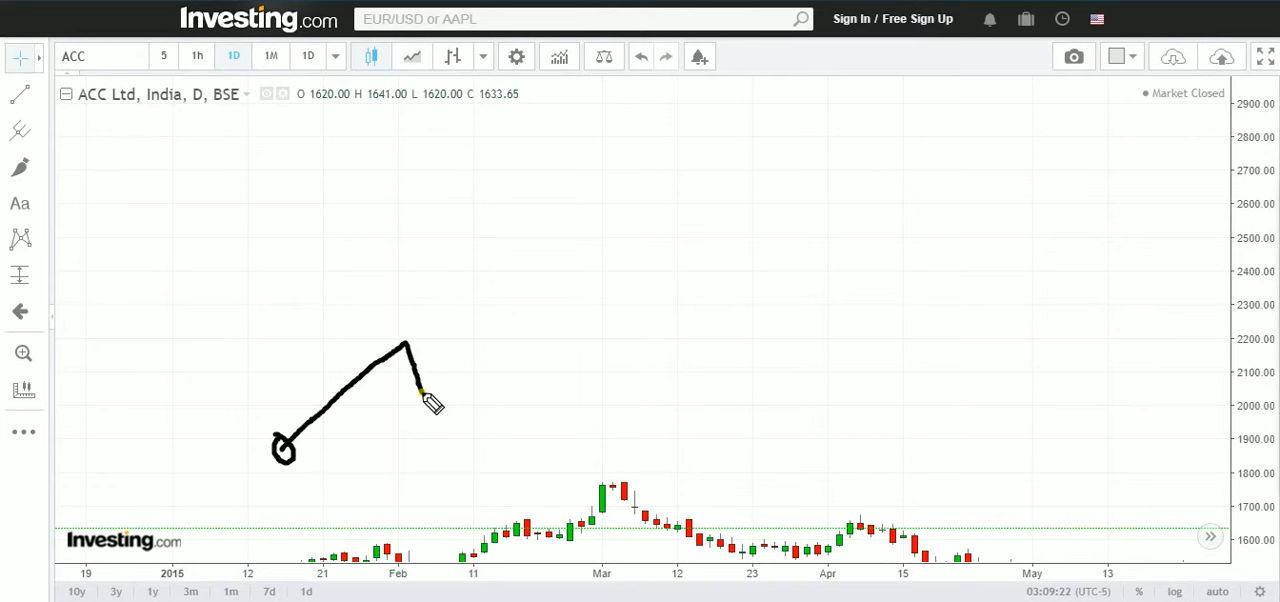 Investing.com EUR/USD or AAPL Sign In / Free Sign Up
ACC 5 1h 1D 1M 1D
ACC Ltd, India, D, BSE O 1620.00 H 1641.00 L 1620.00 C 1633.65 Market Closed
2900.00
2800.00
2700.00
2600.00
2500.00
2400.00
2300.00
2200.00
2100.00
2000.00
1900.00
1800.00
1700.00
1600.00
Aa
Investing.com
19 2015 12 21 Feb 11 Mar 12 23 Apr 15 May 13
10y 3y 1y 3m 1m 7d 1d 03:09:22 (UTC-5) % log auto